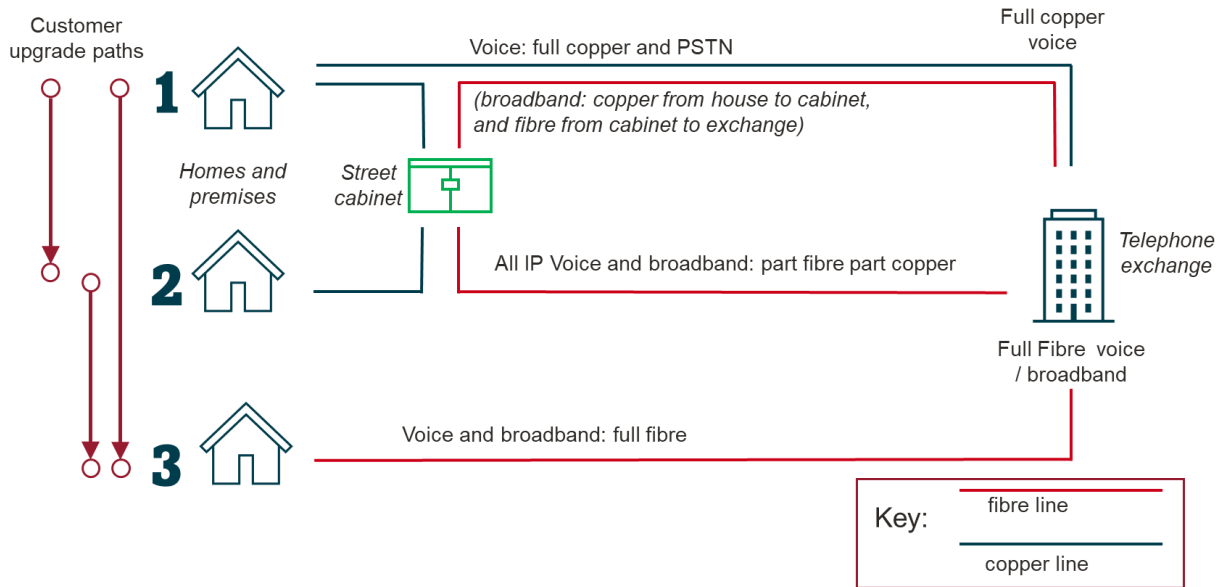 Customer
upgrade paths
1
Voice: full copper and PSTN
Full copper
voice
(broadband: copper from house to cabinet,
and fibre from cabinet to exchange)
Homes and
premises
Street
cabinet
2
All IP Voice and broadband: part fibre part copper
Telephone
exchange
Full Fibre voice
/ broadband
3
Voice and broadband: full fibre
Key:
fibre line
copper line